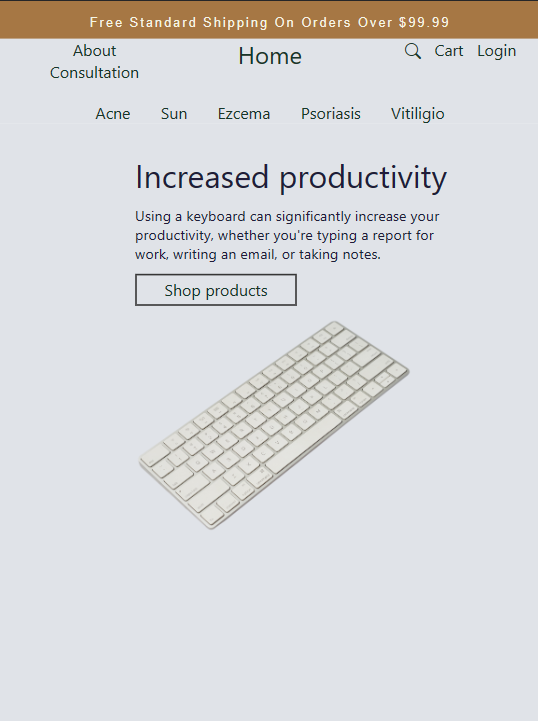 Free Standard Shipping On Orders Over $99.99
About
Consultation
Home
Cart Login
Acne Sun Ezcema Psoriasis Vitiligio
Increased productivity
Using a keyboard can significantly increase your
productivity, whether you're typing a report for
work, writing an email, or taking notes.
Shop products